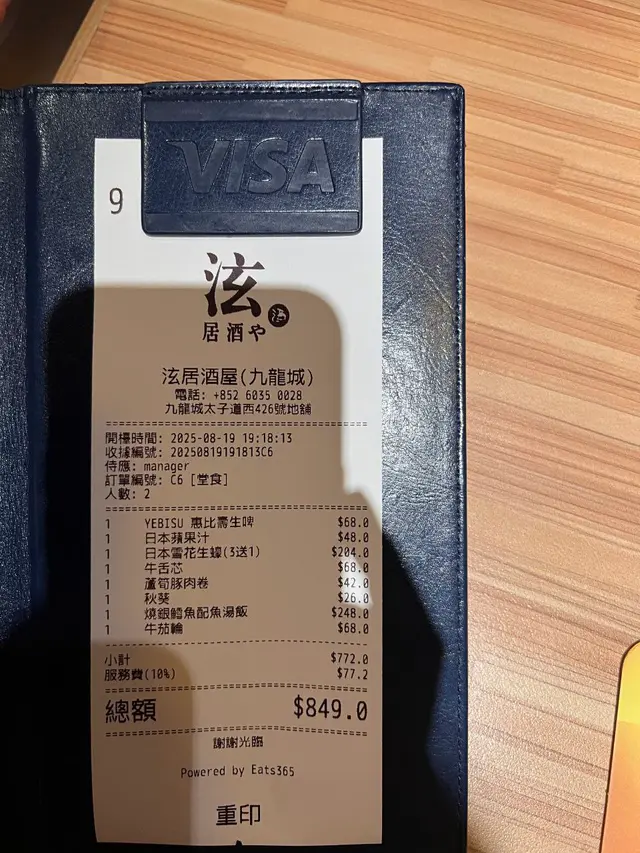 VISA
9
泫
居酒や
泫居酒屋(九龍城)
電話: +852 6035 0028
九龍城太子道西426號地舖
開檯時間: 2025-08-19 19:18:13
收據編號: 20250819191813C6
侍應: manager
訂單編號: C6 [堂食]
人數: 2
1 YEBISU 惠比壽生啤 $68.0
1 日本蘋果汁 $48.0
1 日本雪花生蠔(3送1) $204.0
1 牛舌芯 $68.0
1 蘆筍豚肉卷 $42.0
1 秋葵 $26.0
1 燒銀鱈魚配魚湯飯 $248.0
1 牛茄輪 $68.0
小計 $772.0
服務費(10%) $77.2
總額 $849.0
謝謝光臨
Powered by Eats365
重印